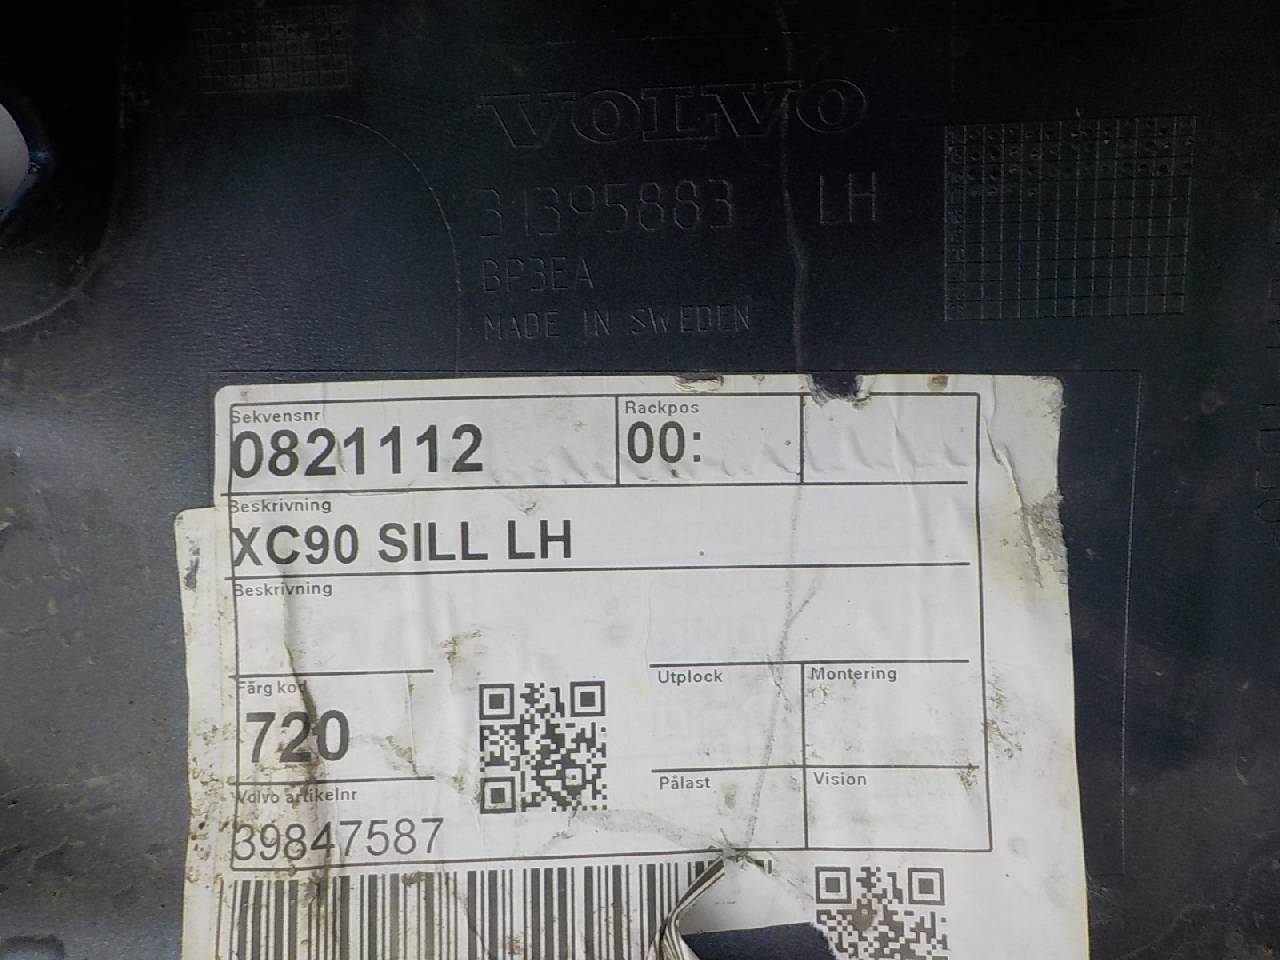 VOLVO
31395883 LH
BP3EA
MADE IN SWEDEN
Sekvensnr Rackpos
0821112 00:
Beskrivning
XC90 SILL LH
Beskrivning
Färg kod Utplock Montering
720
Volvo artikelnr Pålast Vision
39847587